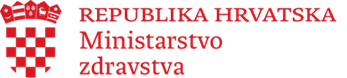 REPUBLIKA HRVATSKA
Ministarstvo
zdravstva